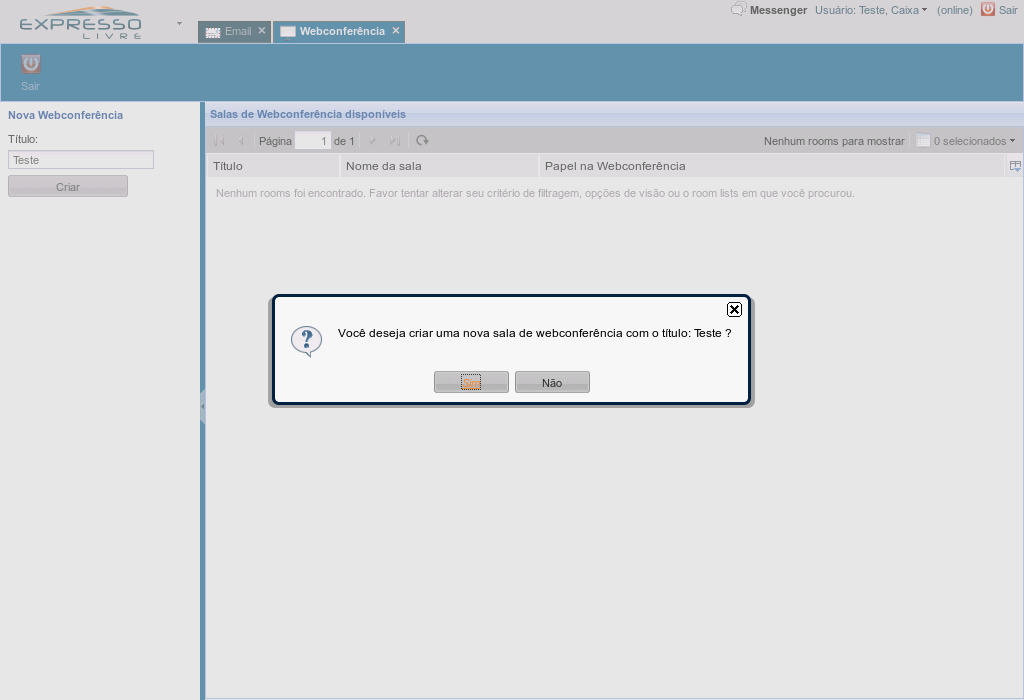 EXPRESSO
LIVRE
Email
Webconferência
Messenger Usuário: Teste, Caixa (online) Sair
Sair
Nova Webconferência
Título:
Teste
Criar
Salas de Webconferência disponíveis
Página 1 de 1
Nenhum rooms para mostrar
0 selecionados
Título Nome da sala Papel na Webconferência
Nenhum rooms foi encontrado. Favor tentar alterar seu critério de filtragem, opções de visão ou o room lists em que você procurou.
Você deseja criar uma nova sala de webconferência com o título: Teste ?
Sim Não